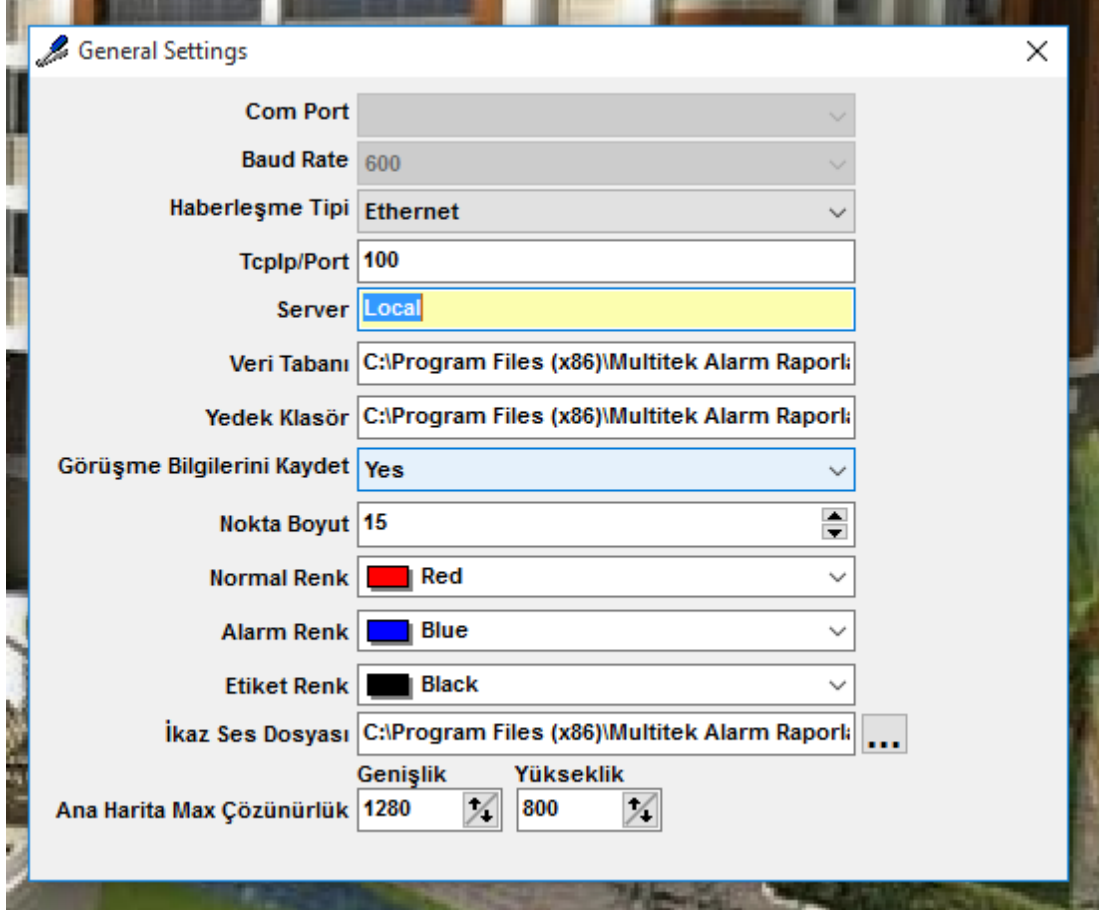 General Settings
Com Port
Baud Rate 600
Haberleşme Tipi Ethernet
TcpIp/Port 100
Server Local
Veri Tabanı C:\Program Files (x86)\Multitek Alarm Raporla
Yedek Klasör C:\Program Files (x86)\Multitek Alarm Raporla
Görüşme Bilgilerini Kaydet Yes
Nokta Boyut 15
Normal Renk Red
Alarm Renk Blue
Etiket Renk Black
İkaz Ses Dosyası C:\Program Files (x86)\Multitek Alarm Raporla ...
Genişlik Yükseklik
Ana Harita Max Çözünürlük 1280 800